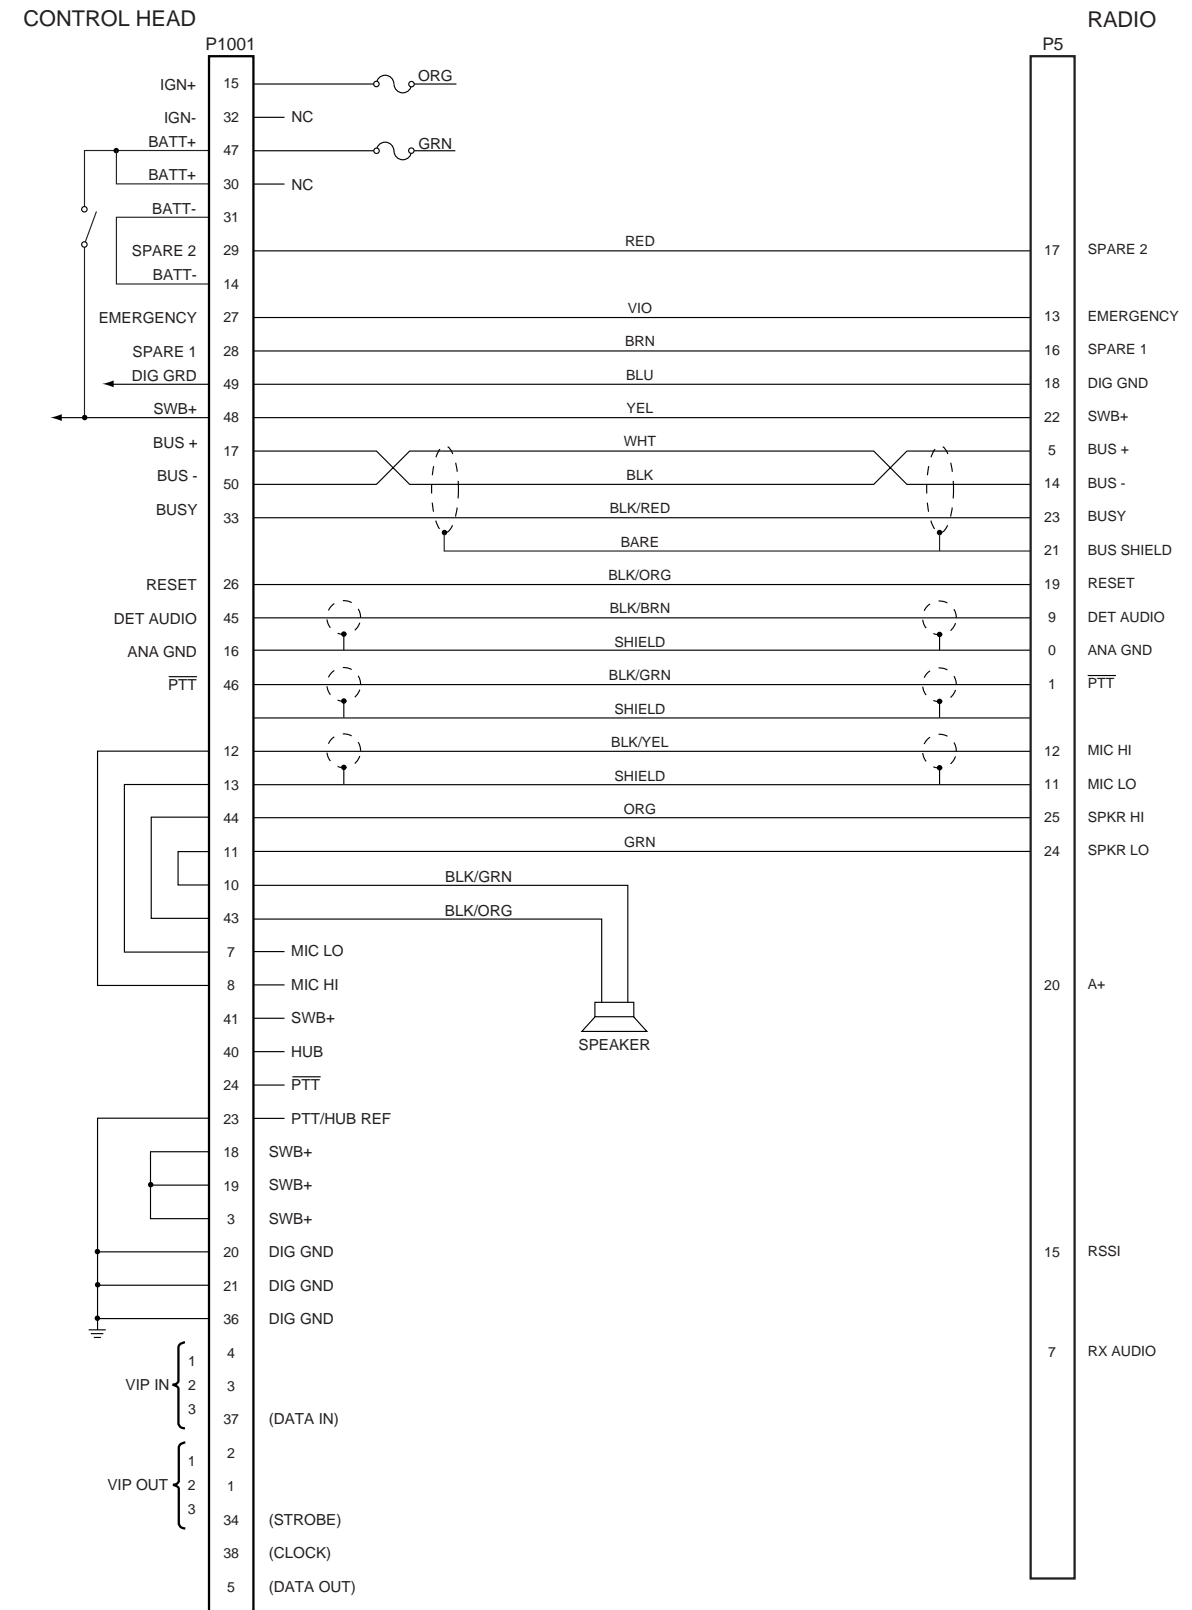 CONTROL HEAD RADIO
P1001 P5
IGN+ 15 ORG
IGN- 32 NC
BATT+ 47 GRN
BATT+ 30 NC
BATT- 31
SPARE 2 29 RED 17 SPARE 2
BATT- 14
EMERGENCY 27 VIO 13 EMERGENCY
SPARE 1 28 BRN 16 SPARE 1
DIG GRD 49 BLU 18 DIG GND
SWB+ 48 YEL 22 SWB+
BUS + 17 WHT 5 BUS +
BUS - 50 BLK 14 BUS -
BUSY 33 BLK/RED 23 BUSY
BARE 21 BUS SHIELD
RESET 26 BLK/ORG 19 RESET
DET AUDIO 45 BLK/BRN 9 DET AUDIO
ANA GND 16 SHIELD 0 ANA GND
PTT 46 BLK/GRN 1 PTT
SHIELD
12 BLK/YEL 12 MIC HI
13 SHIELD 11 MIC LO
44 ORG 25 SPKR HI
11 GRN 24 SPKR LO
10 BLK/GRN
43 BLK/ORG
7 MIC LO
8 MIC HI 20 A+
41 SWB+
SPEAKER
40 HUB
24 PTT
23 PTT/HUB REF
18 SWB+
19 SWB+
3 SWB+
20 DIG GND 15 RSSI
21 DIG GND
36 DIG GND
1 4 7 RX AUDIO
VIP IN 2 3
3 37 (DATA IN)
1 2
VIP OUT 2 1
3 34 (STROBE)
38 (CLOCK)
5 (DATA OUT)